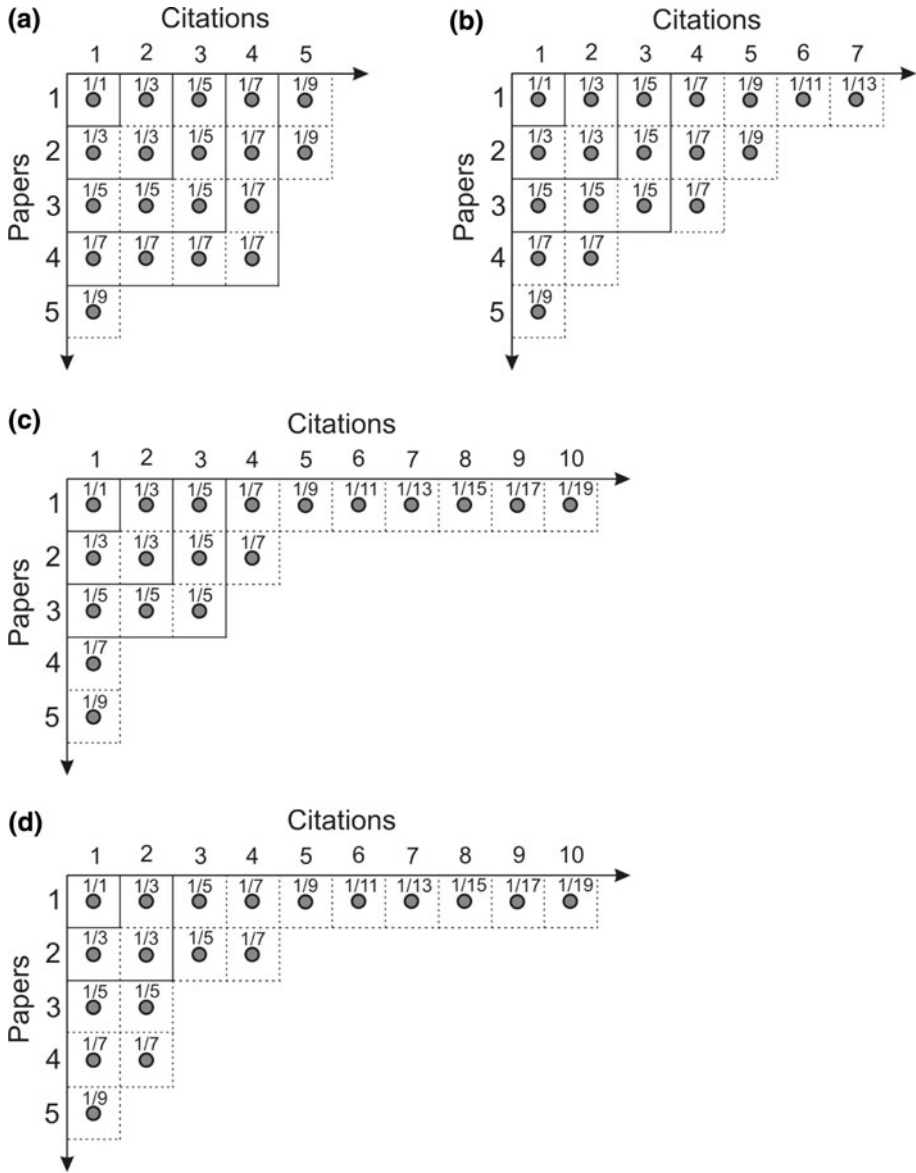 (a)
Citations
1 2 3 4 5
Papers
1 1/1 1/3 1/5 1/7 1/9
2 1/3 1/3 1/5 1/7 1/9
3 1/5 1/5 1/5 1/7
4 1/7 1/7 1/7 1/7
5 1/9
(b)
Citations
1 2 3 4 5 6 7
Papers
1 1/1 1/3 1/5 1/7 1/9 1/11 1/13
2 1/3 1/3 1/5 1/7 1/9
3 1/5 1/5 1/5 1/7
4 1/7 1/7
5 1/9
(c)
Citations
1 2 3 4 5 6 7 8 9 10
Papers
1 1/1 1/3 1/5 1/7 1/9 1/11 1/13 1/15 1/17 1/19
2 1/3 1/3 1/5 1/7
3 1/5 1/5 1/5
4 1/7
5 1/9
(d)
Citations
1 2 3 4 5 6 7 8 9 10
Papers
1 1/1 1/3 1/5 1/7 1/9 1/11 1/13 1/15 1/17 1/19
2 1/3 1/3 1/5 1/7
3 1/5 1/5
4 1/7 1/7
5 1/9